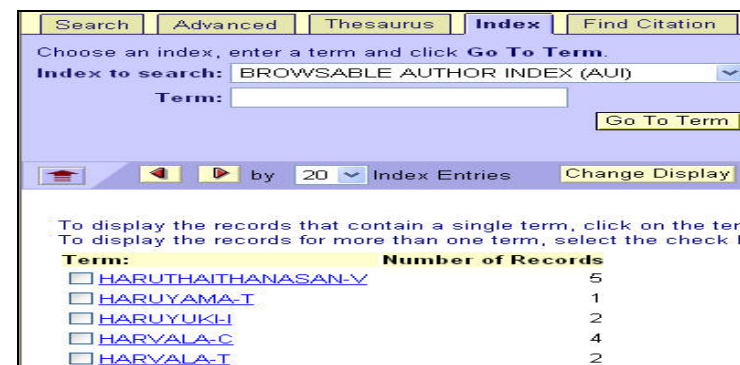 Search Advanced Thesaurus Index Find Citation
Choose an index, enter a term and click Go To Term.
Index to search: BROWSABLE AUTHOR INDEX (AUI)
Term:
Go To Term
by 20 Index Entries Change Display
To display the records that contain a single term, click on the
To display the records for more than one term, select the check
Term: Number of Records
HARUTHAITHANASAN-V 5
HARUYAMA-T 1
HARUYUKI-I 2
HARVALA-C 4
HARVALA-T 2